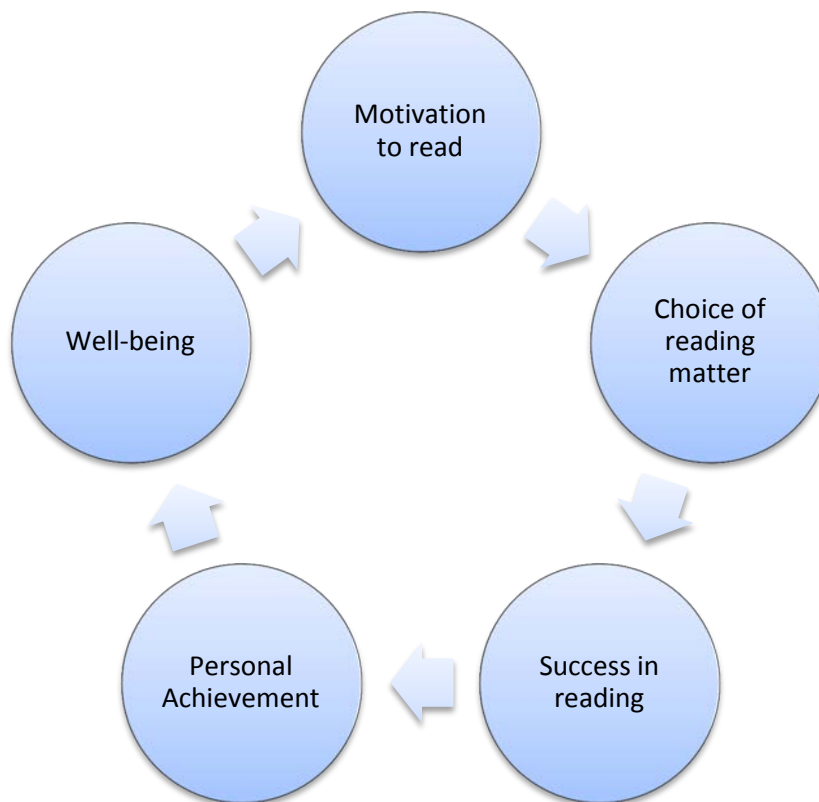 Motivation
to read
Choice of
reading
matter
Success in
reading
Personal
Achievement
Well-being